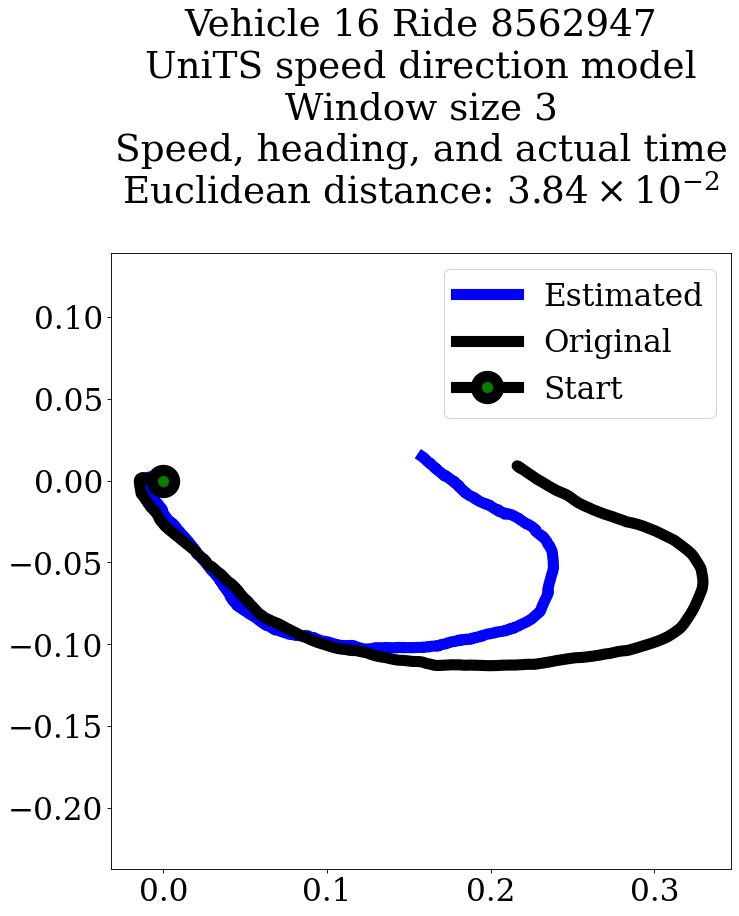 Vehicle 16 Ride 8562947
UniTS speed direction model
Window size 3
Speed, heading, and actual time
Euclidean distance: 3.84 × 10⁻²
Estimated
Original
Start
0.10
0.05
0.00
−0.05
−0.10
−0.15
−0.20
0.0 0.1 0.2 0.3